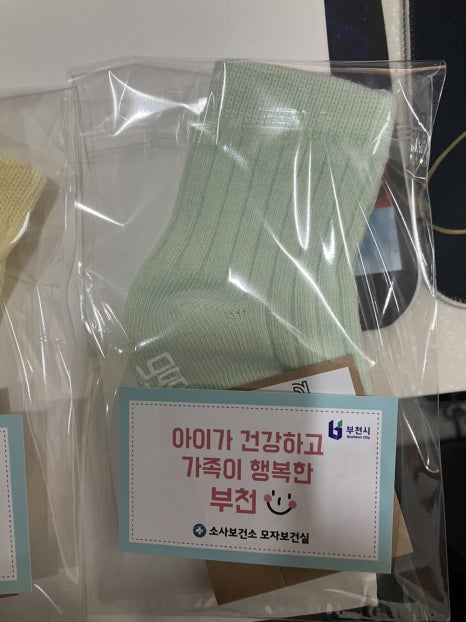 부천시
Bucheon City
아이가 건강하고
가족이 행복한
부천
소사보건소 모자보건실